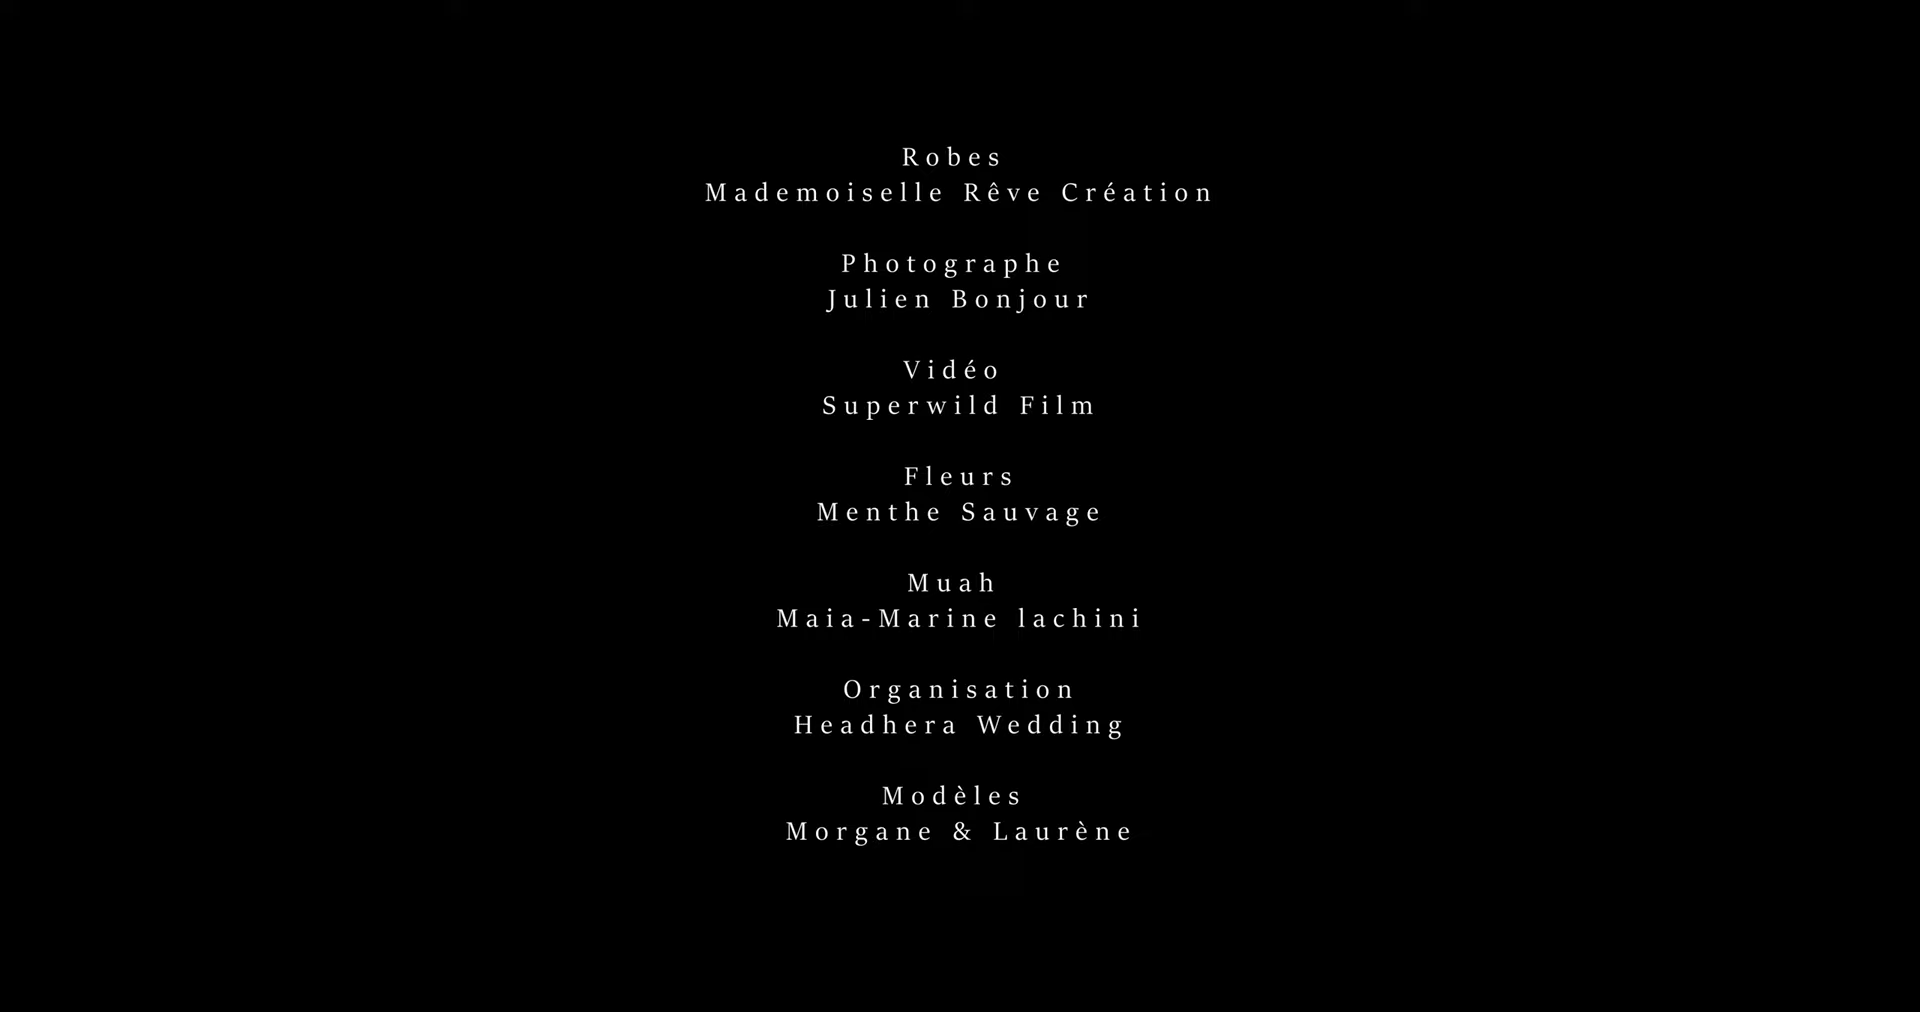 Robes
Mademoiselle Rêve Création
Photographe
Julien Bonjour
Vidéo
Superwild Film
Fleurs
Menthe Sauvage
Muah
Maia-Marine lachini
Organisation
Headhera Wedding
Modèles
Morgane & Laurène